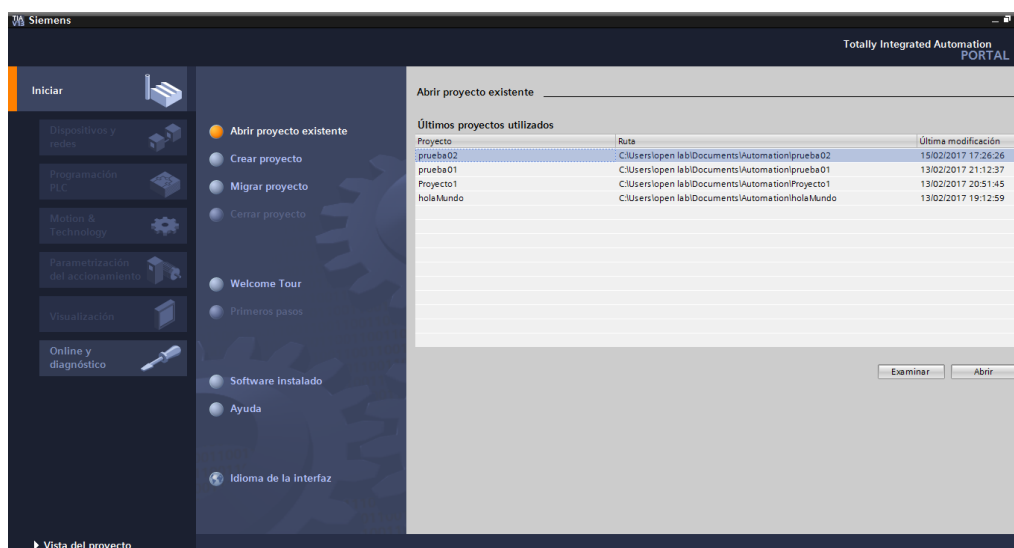 Siemens
Totally Integrated Automation
PORTAL
Iniciar
Dispositivos y
redes
Programación
PLC
Motion &
Technology
Parametrización
del accionamiento
Visualización
Online y
diagnóstico
Abrir proyecto existente
Crear proyecto
Migrar proyecto
Cerrar proyecto
Welcome Tour
Primeros pasos
Software instalado
Ayuda
Idioma de la interfaz
Abrir proyecto existente
Últimos proyectos utilizados
Proyecto Ruta Última modificación
prueba02 C:\Users\open lab\Documents\Automation\prueba02 15/02/2017 17:26:26
prueba01 C:\Users\open lab\Documents\Automation\prueba01 13/02/2017 21:12:37
Proyecto1 C:\Users\open lab\Documents\Automation\Proyecto1 13/02/2017 20:51:45
holaMundo C:\Users\open lab\Documents\Automation\holaMundo 13/02/2017 19:12:59
Examinar Abrir
Vista del proyecto